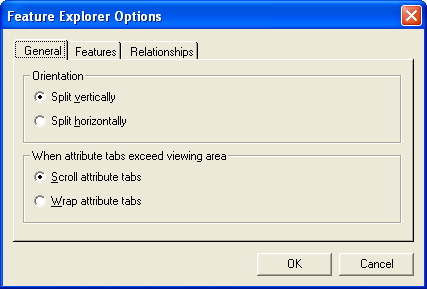 Feature Explorer Options
General Features Relationships
Orientation
Split vertically
Split horizontally
When attribute tabs exceed viewing area
Scroll attribute tabs
Wrap attribute tabs
OK Cancel